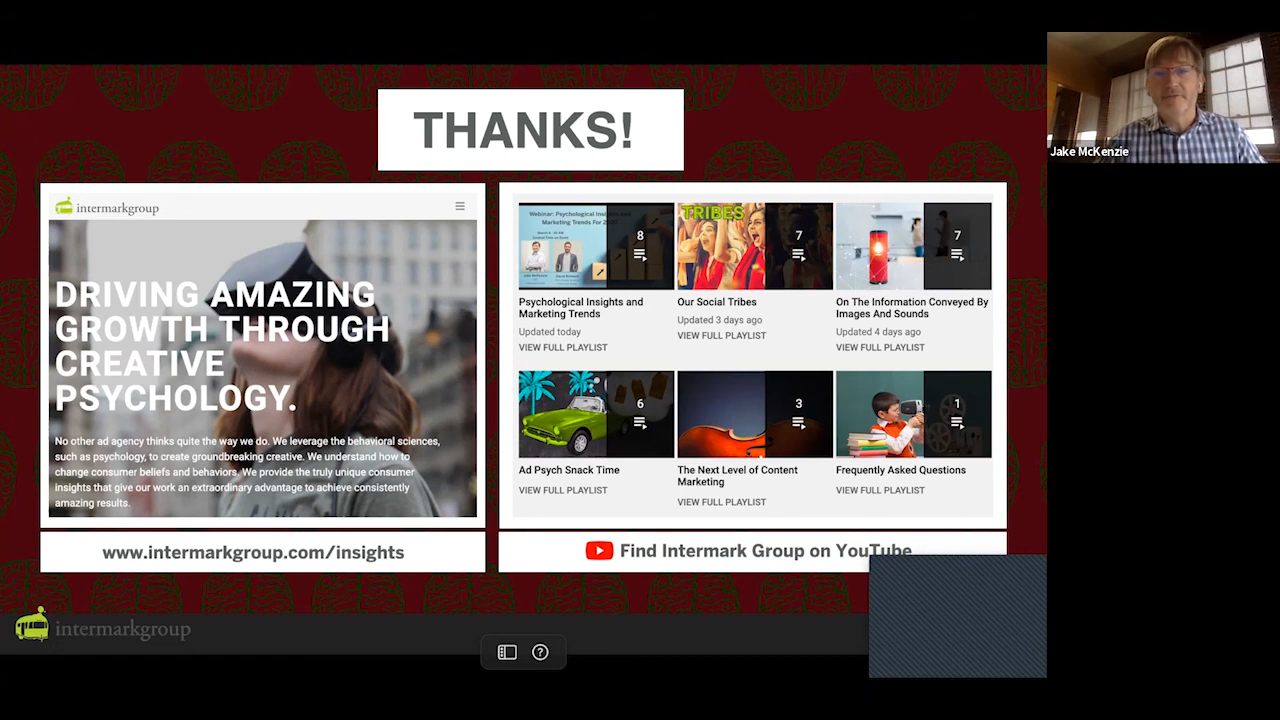 THANKS!
intermarkgroup
DRIVING AMAZING
GROWTH THROUGH
CREATIVE
PSYCHOLOGY.
No other ad agency thinks quite the way we do. We leverage the behavioral sciences,
such as psychology, to create groundbreaking creative. We understand how to
change consumer beliefs and behaviors. We provide the truly unique consumer
insights that give our work an extraordinary advantage to achieve consistently
amazing results.
www.intermarkgroup.com/insights
Webinar: Psychological Insights and
Marketing Trends For
8
Psychological Insights and
Marketing Trends
Updated today
VIEW FULL PLAYLIST
TRIBES
7
Our Social Tribes
Updated 3 days ago
VIEW FULL PLAYLIST
7
On The Information Conveyed By
Images And Sounds
Updated 4 days ago
VIEW FULL PLAYLIST
6
Ad Psych Snack Time
VIEW FULL PLAYLIST
3
The Next Level of Content
Marketing
VIEW FULL PLAYLIST
1
Frequently Asked Questions
VIEW FULL PLAYLIST
Find Intermark Group on YouTube
intermarkgroup
?
Jake McKenzie